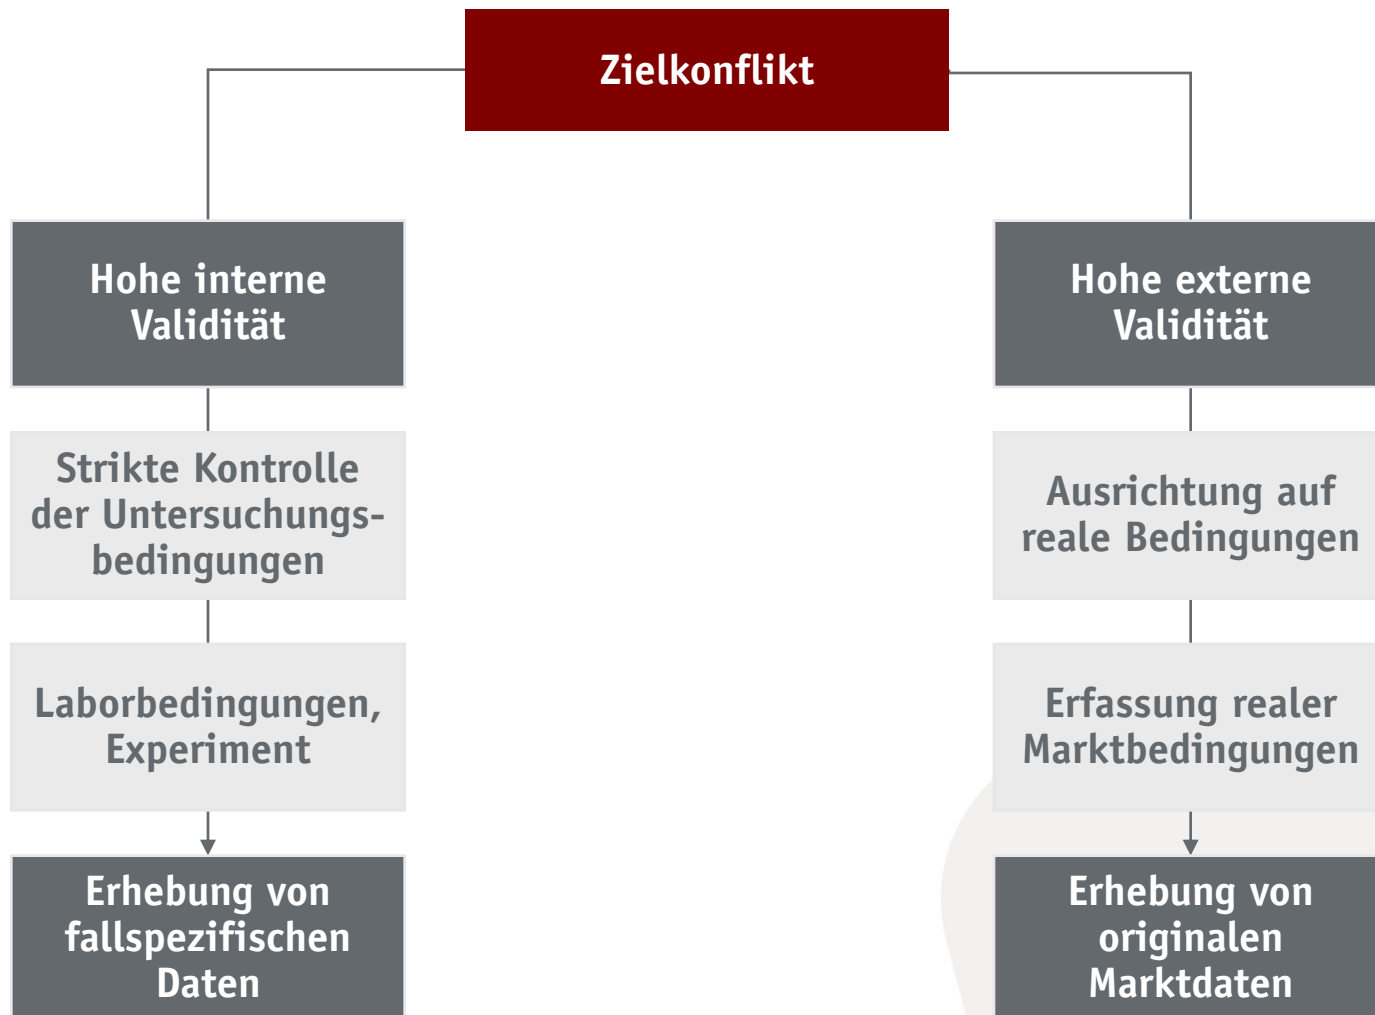 Zielkonflikt
Hohe interne
Validität
Strikte Kontrolle
der Untersuchungs-
bedingungen
Laborbedingungen,
Experiment
Erhebung von
fallspezifischen
Daten
Hohe externe
Validität
Ausrichtung auf
reale Bedingungen
Erfassung realer
Marktbedingungen
Erhebung von
originalen
Marktdaten